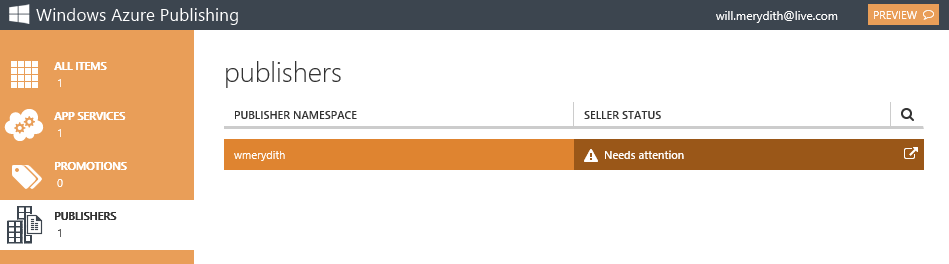 Windows Azure Publishing
will.merydith@live.com
PREVIEW
ALL ITEMS
1
APP SERVICES
1
PROMOTIONS
0
PUBLISHERS
1
publishers
PUBLISHER NAMESPACE SELLER STATUS
wmerydith Needs attention